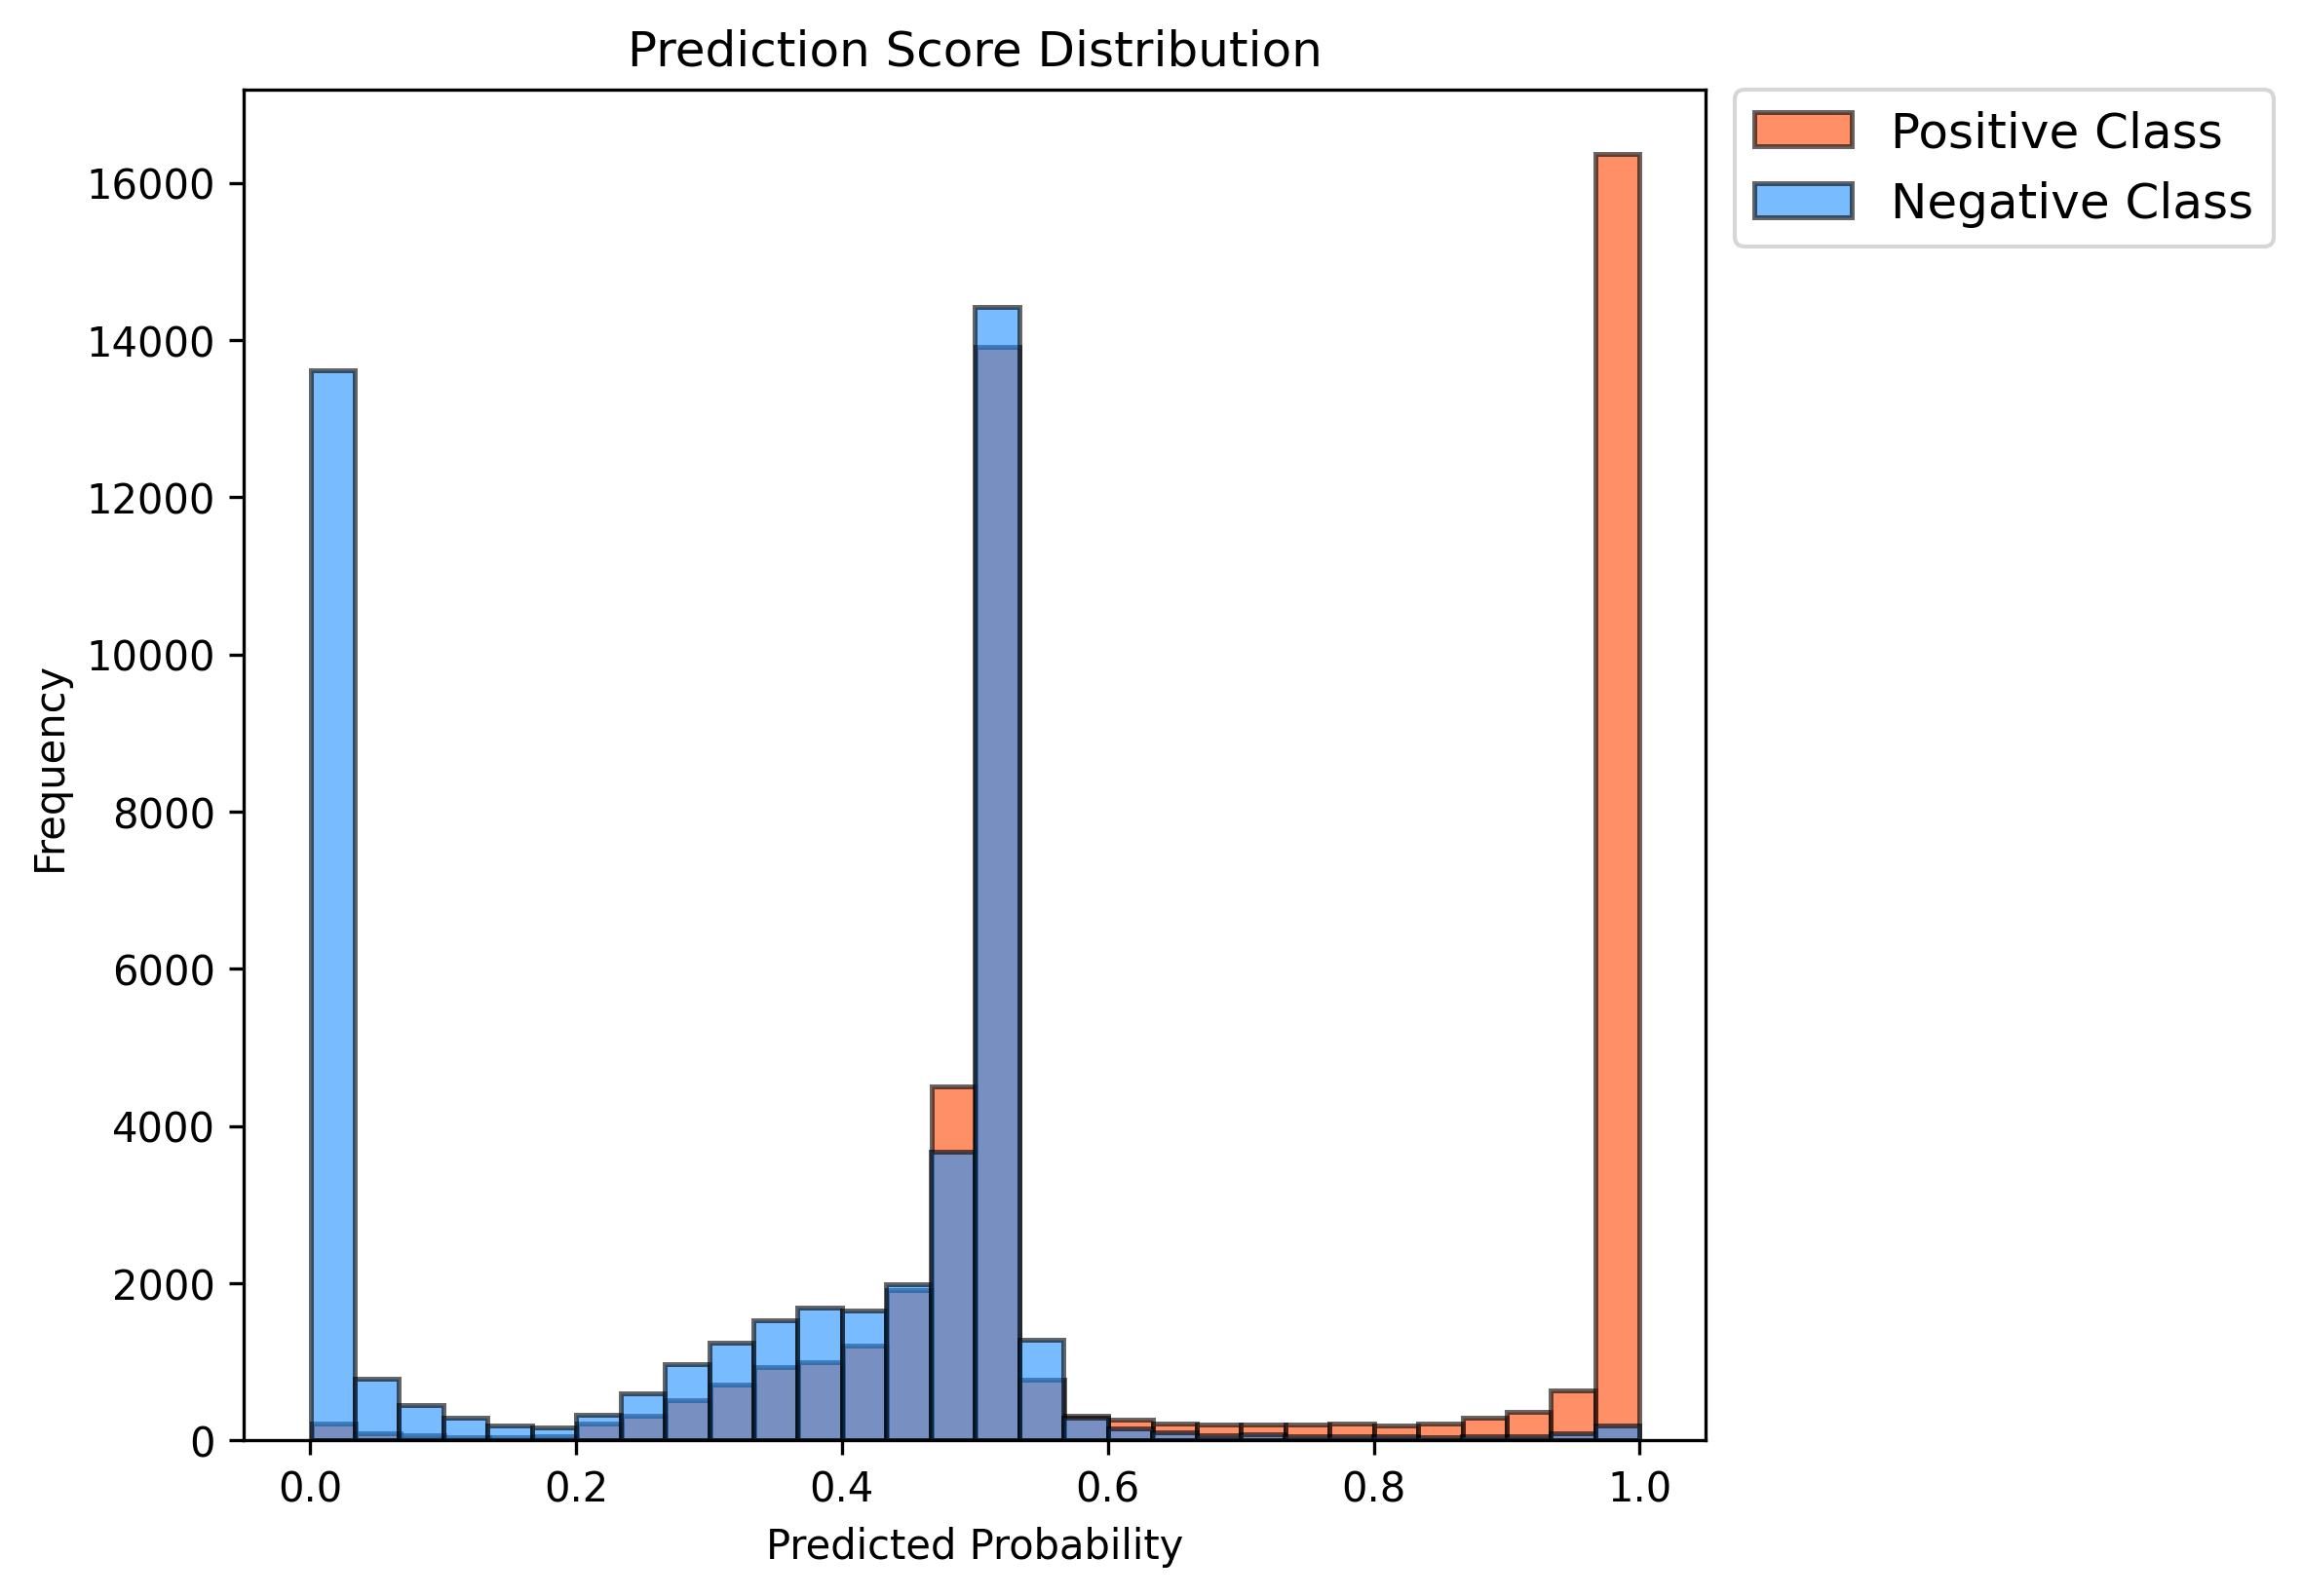 Prediction Score Distribution
Positive Class
Negative Class
16000
14000
12000
10000
8000
6000
4000
2000
0
Frequency
0.0 0.2 0.4 0.6 0.8 1.0
Predicted Probability